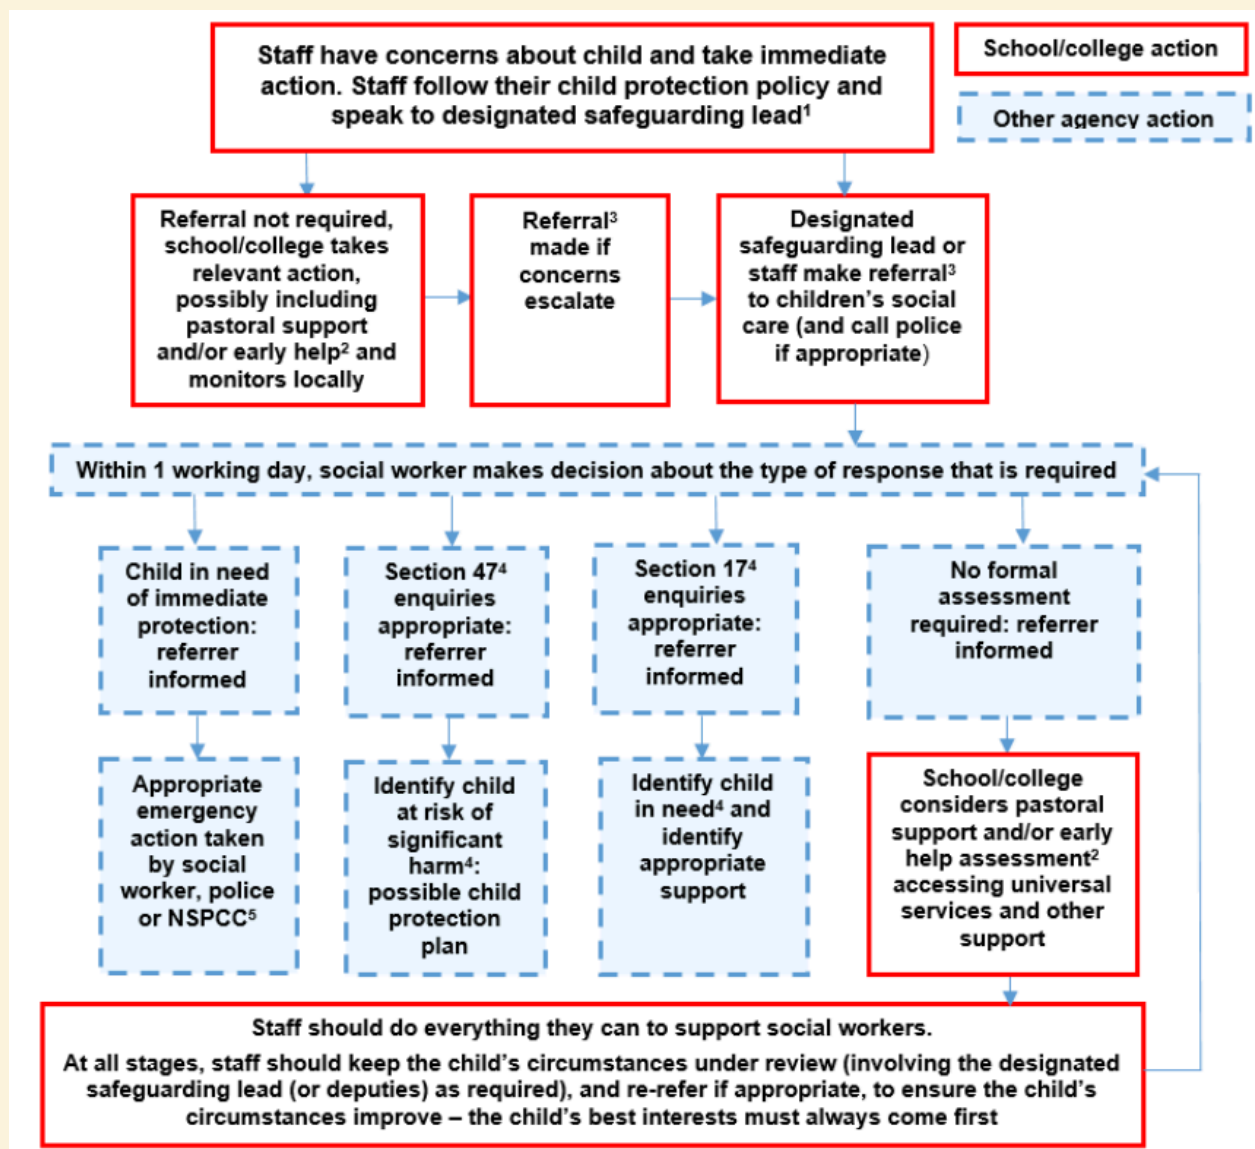 Staff have concerns about child and take immediate
action. Staff follow their child protection policy and
speak to designated safeguarding lead¹
School/college action
Other agency action
Referral not required,
school/college takes
relevant action,
possibly including
pastoral support
and/or early help² and
monitors locally
Referral³
made if
concerns
escalate
Designated
safeguarding lead or
staff make referral³
to children’s social
care (and call police
if appropriate)
Within 1 working day, social worker makes decision about the type of response that is required
Child in need
of immediate
protection:
referrer
informed
Section 47⁴
enquiries
appropriate:
referrer
informed
Section 17⁴
enquiries
appropriate:
referrer
informed
No formal
assessment
required: referrer
informed
Appropriate
emergency
action taken
by social
worker, police
or NSPCC⁵
Identify child
at risk of
significant
harm⁴:
possible child
protection
plan
Identify child
in need⁴ and
identify
appropriate
support
School/college
considers pastoral
support and/or early
help assessment²
accessing universal
services and other
support
Staff should do everything they can to support social workers.
At all stages, staff should keep the child’s circumstances under review (involving the designated
safeguarding lead (or deputies) as required), and re-refer if appropriate, to ensure the child’s
circumstances improve – the child’s best interests must always come first